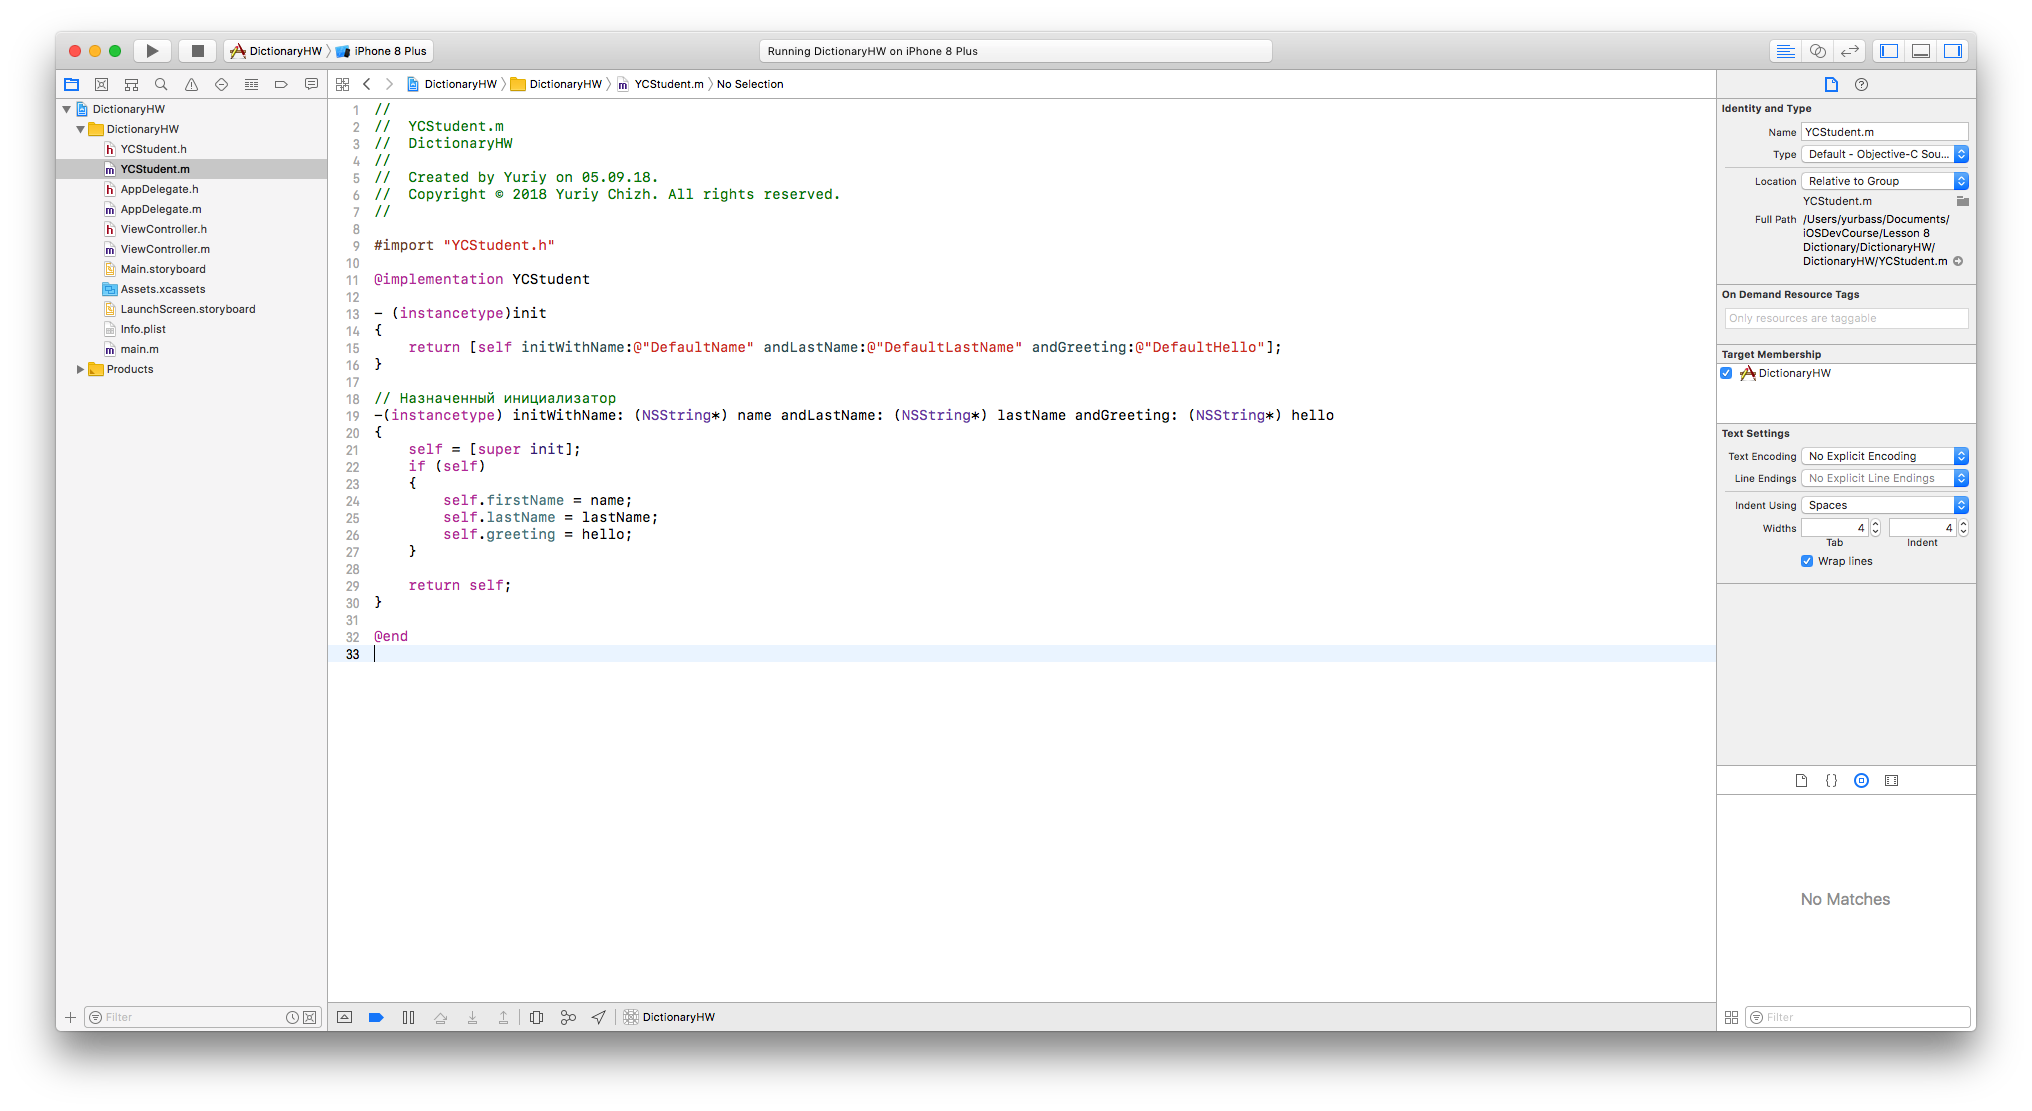 DictionaryHW iPhone 8 Plus
Running DictionaryHW on iPhone 8 Plus
DictionaryHW DictionaryHW YCStudent.m No Selection
DictionaryHW
DictionaryHW
YCStudent.h
YCStudent.m
AppDelegate.h
AppDelegate.m
ViewController.h
ViewController.m
Main.storyboard
Assets.xcassets
LaunchScreen.storyboard
Info.plist
main.m
Products
Filter
1 //
2 //  YCStudent.m
3 //  DictionaryHW
4 //
5 //  Created by Yuriy on 05.09.18.
6 //  Copyright © 2018 Yuriy Chizh. All rights reserved.
7 //
8
9 #import "YCStudent.h"
10
11 @implementation YCStudent
12
13 - (instancetype)init
14 {
15     return [self initWithName:@"DefaultName" andLastName:@"DefaultLastName" andGreeting:@"DefaultHello"];
16 }
17
18 // Назначенный инициализатор
19 -(instancetype) initWithName: (NSString*) name andLastName: (NSString*) lastName andGreeting: (NSString*) hello
20 {
21     self = [super init];
22     if (self)
23     {
24         self.firstName = name;
25         self.lastName = lastName;
26         self.greeting = hello;
27     }
28
29     return self;
30 }
31
32 @end
33
DictionaryHW
Identity and Type
Name YCStudent.m
Type Default - Objective-C Sou...
Location Relative to Group
YCStudent.m
Full Path /Users/yurbass/Documents/
iOSDevCourse/Lesson 8
Dictionary/DictionaryHW/
DictionaryHW/YCStudent.m
On Demand Resource Tags
Only resources are taggable
Target Membership
DictionaryHW
Text Settings
Text Encoding No Explicit Encoding
Line Endings No Explicit Line Endings
Indent Using Spaces
Widths 4 4
Tab Indent
Wrap lines
{}
No Matches
Filter